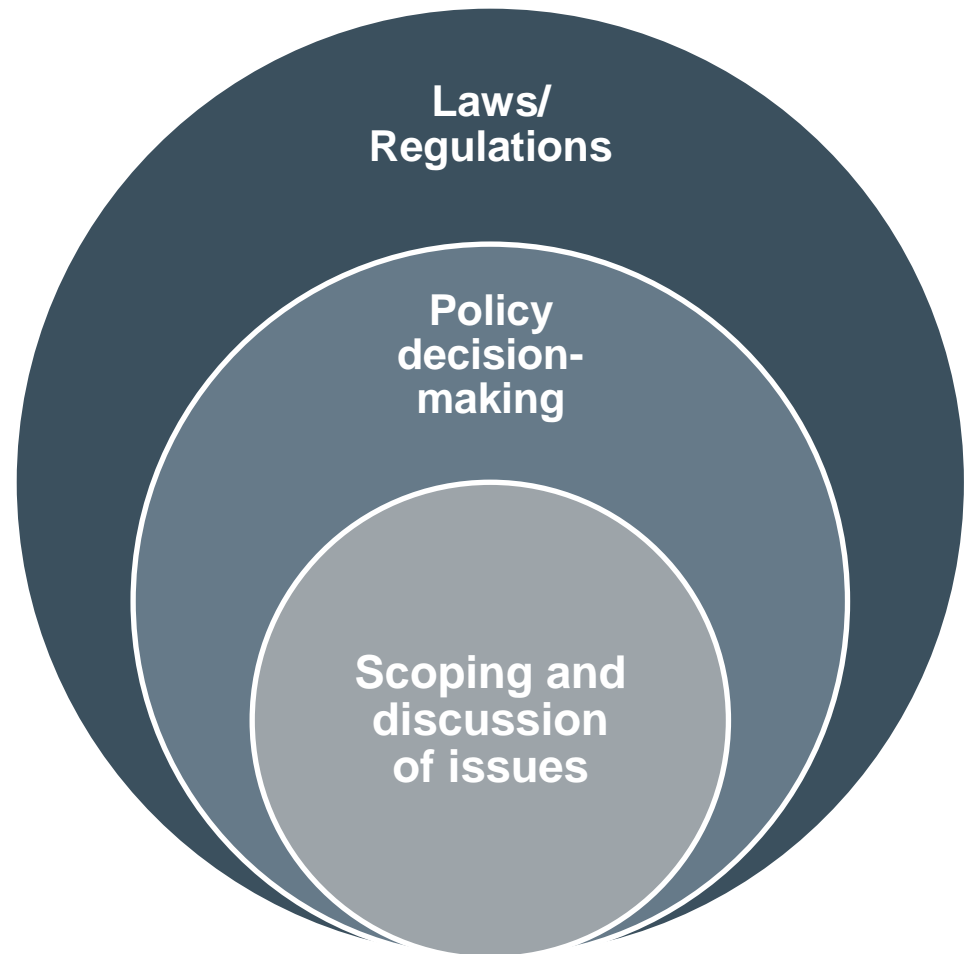 Laws/
Regulations
Policy
decision-
making
Scoping and
discussion
of issues